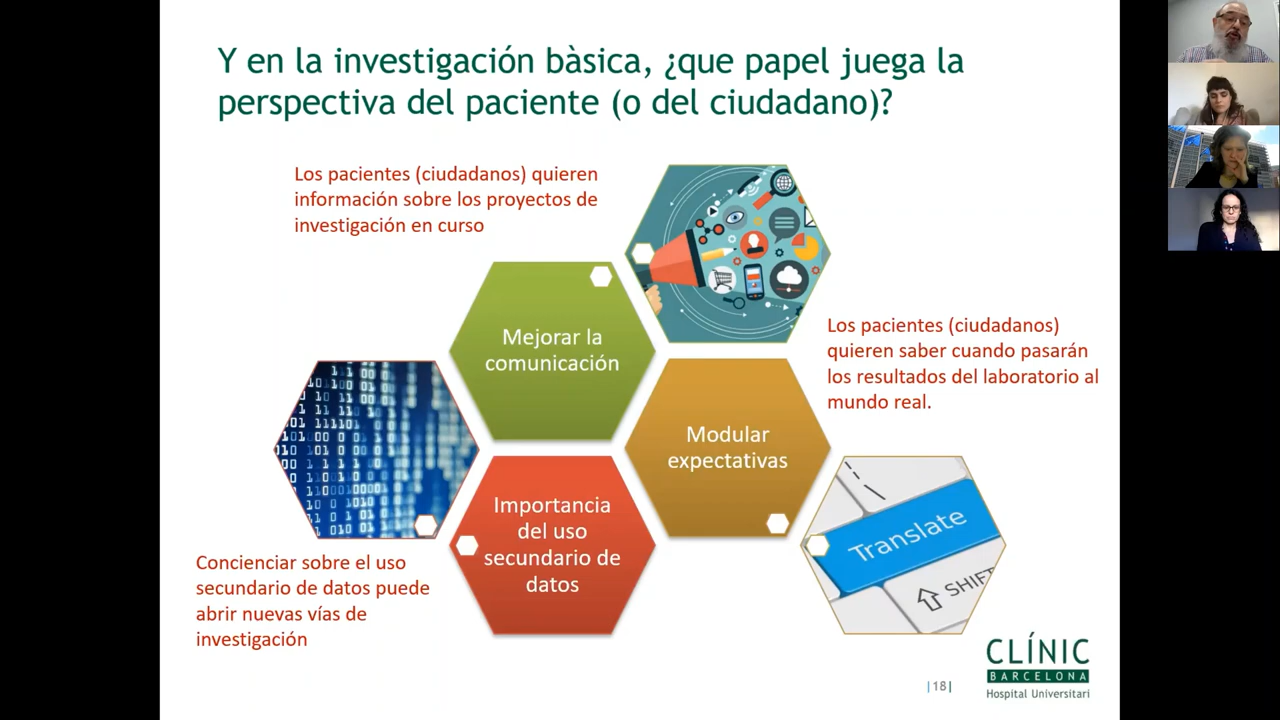 Y en la investigación bàsica, ¿que papel juega la
perspectiva del paciente (o del ciudadano)?
Los pacientes (ciudadanos) quieren
información sobre los proyectos de
investigación en curso
Mejorar la
comunicación
Los pacientes (ciudadanos)
quieren saber cuando pasarán
los resultados del laboratorio al
mundo real.
Modular
expectativas
Importancia
del uso
secundario de
datos
Translate
SHIFT
Concienciar sobre el uso
secundario de datos puede
abrir nuevas vías de
investigación
|18|
CLÍNIC
BARCELONA
Hospital Universitari